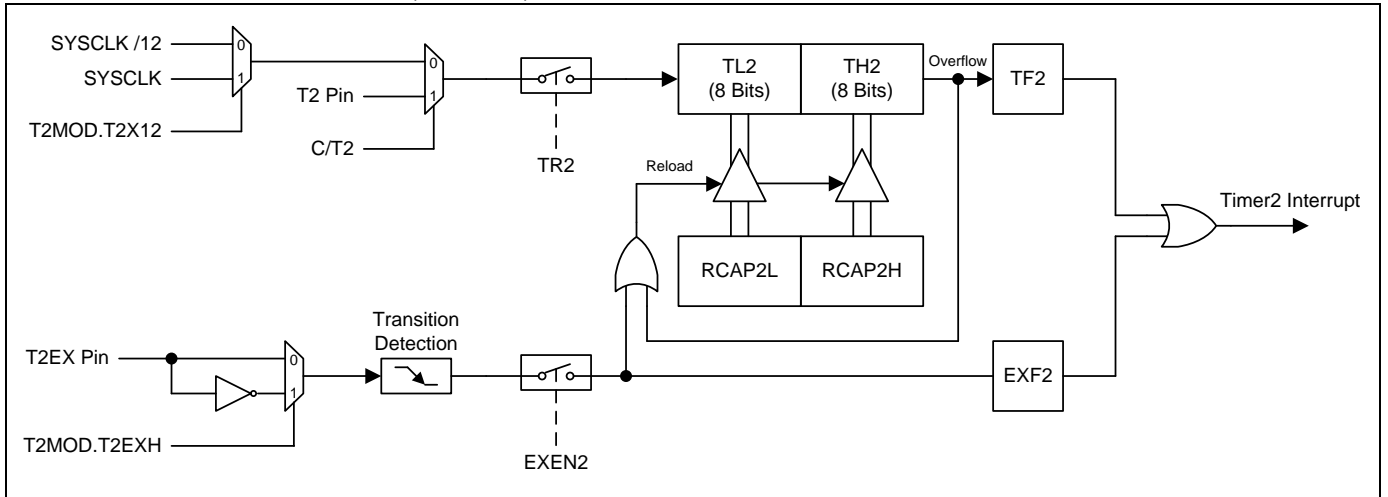 SYSCLK /12
0
SYSCLK
1
T2MOD.T2X12
0
T2 Pin
1
C/T2
TR2
TL2
(8 Bits)
TH2
(8 Bits)
Overflow
TF2
Reload
Timer2 Interrupt
RCAP2L
RCAP2H
Transition
Detection
T2EX Pin
0
1
T2MOD.T2EXH
EXEN2
EXF2